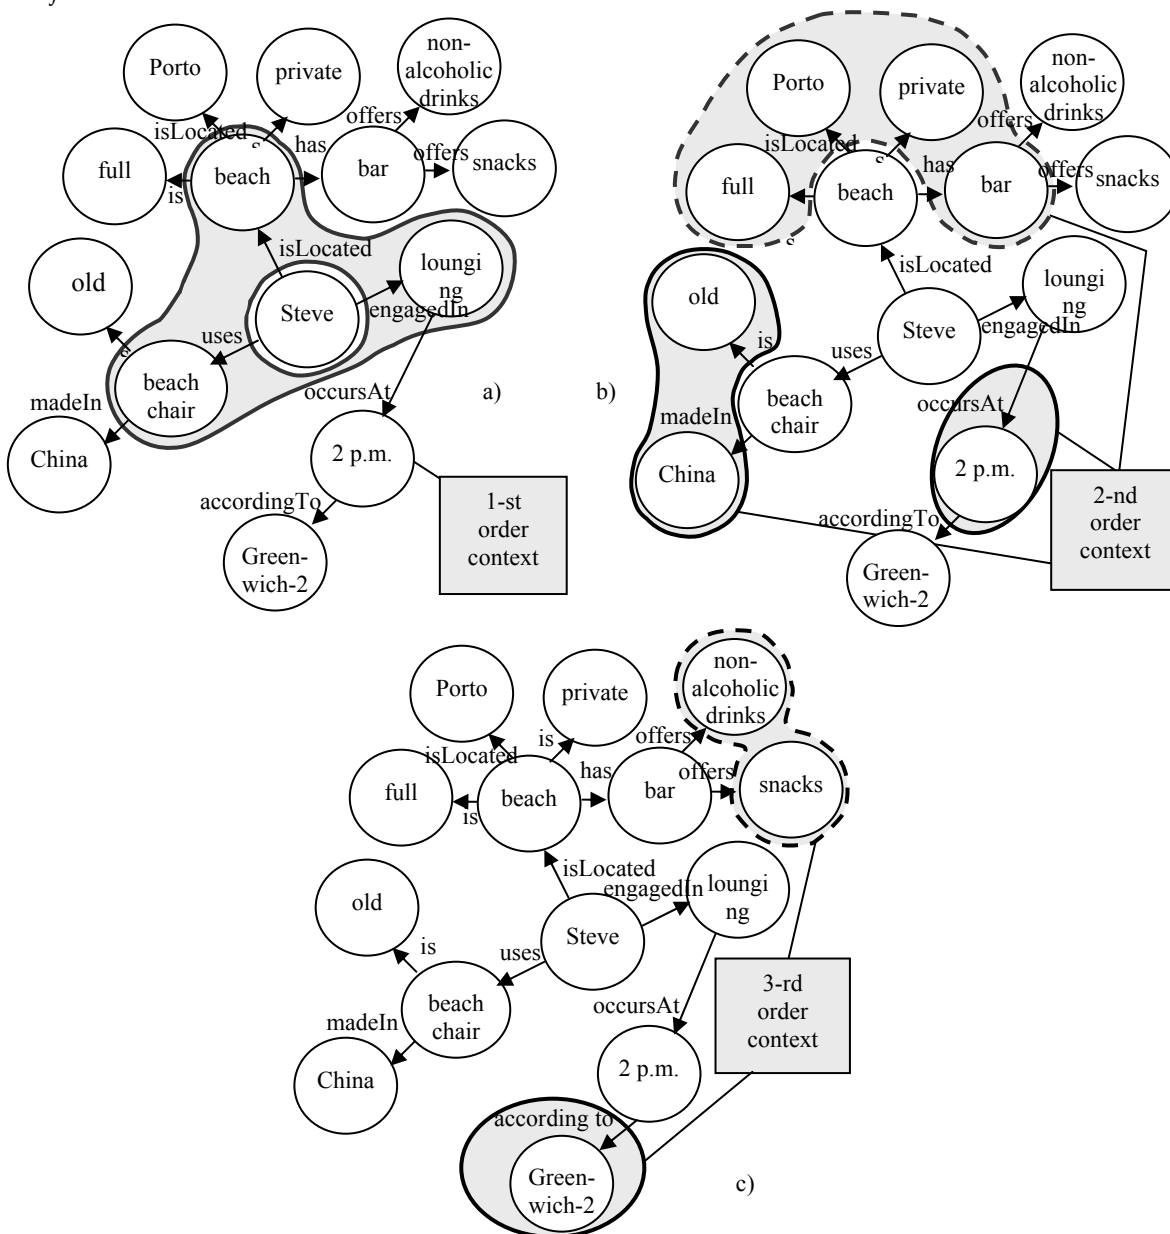 Porto
private
non-
alcoholic
drinks
isLocated
s
has
offers
offers
full
is
beach
bar
snacks
old
isLocated
loungi
ng
Steve
engagedIn
uses
beach
chair
madeIn
China
occursAt
a)
2 p.m.
accordingTo
Green-
wich-2
1-st
order
context
Porto
private
non-
alcoholic
drinks
isLocated
s
has
offers
offers
full
s
beach
bar
snacks
old
isLocated
loungi
ng
Steve
engagedIn
is
uses
b)
beach
chair
madeIn
China
occursAt
2 p.m.
accordingTo
Green-
wich-2
2-nd
order
context
Porto
private
non-
alcoholic
drinks
isLocated
is
has
offers
offers
full
is
beach
bar
snacks
old
isLocated
engagedIn
loungi
ng
Steve
is
uses
beach
chair
madeIn
China
occursAt
2 p.m.
3-rd
order
context
according to
Green-
wich-2
c)